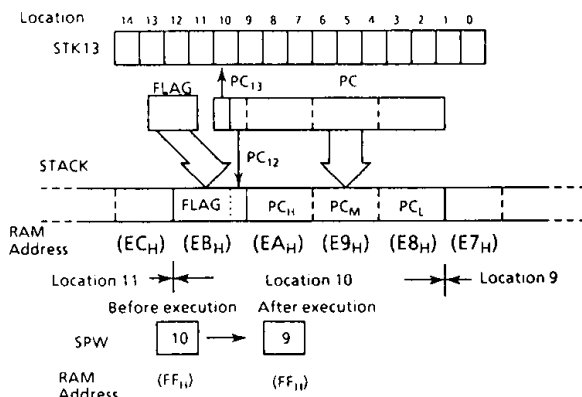 Location 14 13 12 11 10 9 8 7 6 5 4 3 2 1 0
STK13
FLAG PC13 PC
PC12
STACK
FLAG PCH PCM PCL
RAM Address (ECH) (EBH) (EAH) (E9H) (E8H) (E7H)
Location 11 Location 10 Location 9
Before execution After execution
SPW 10 9
RAM Address (FFH) (FFH)